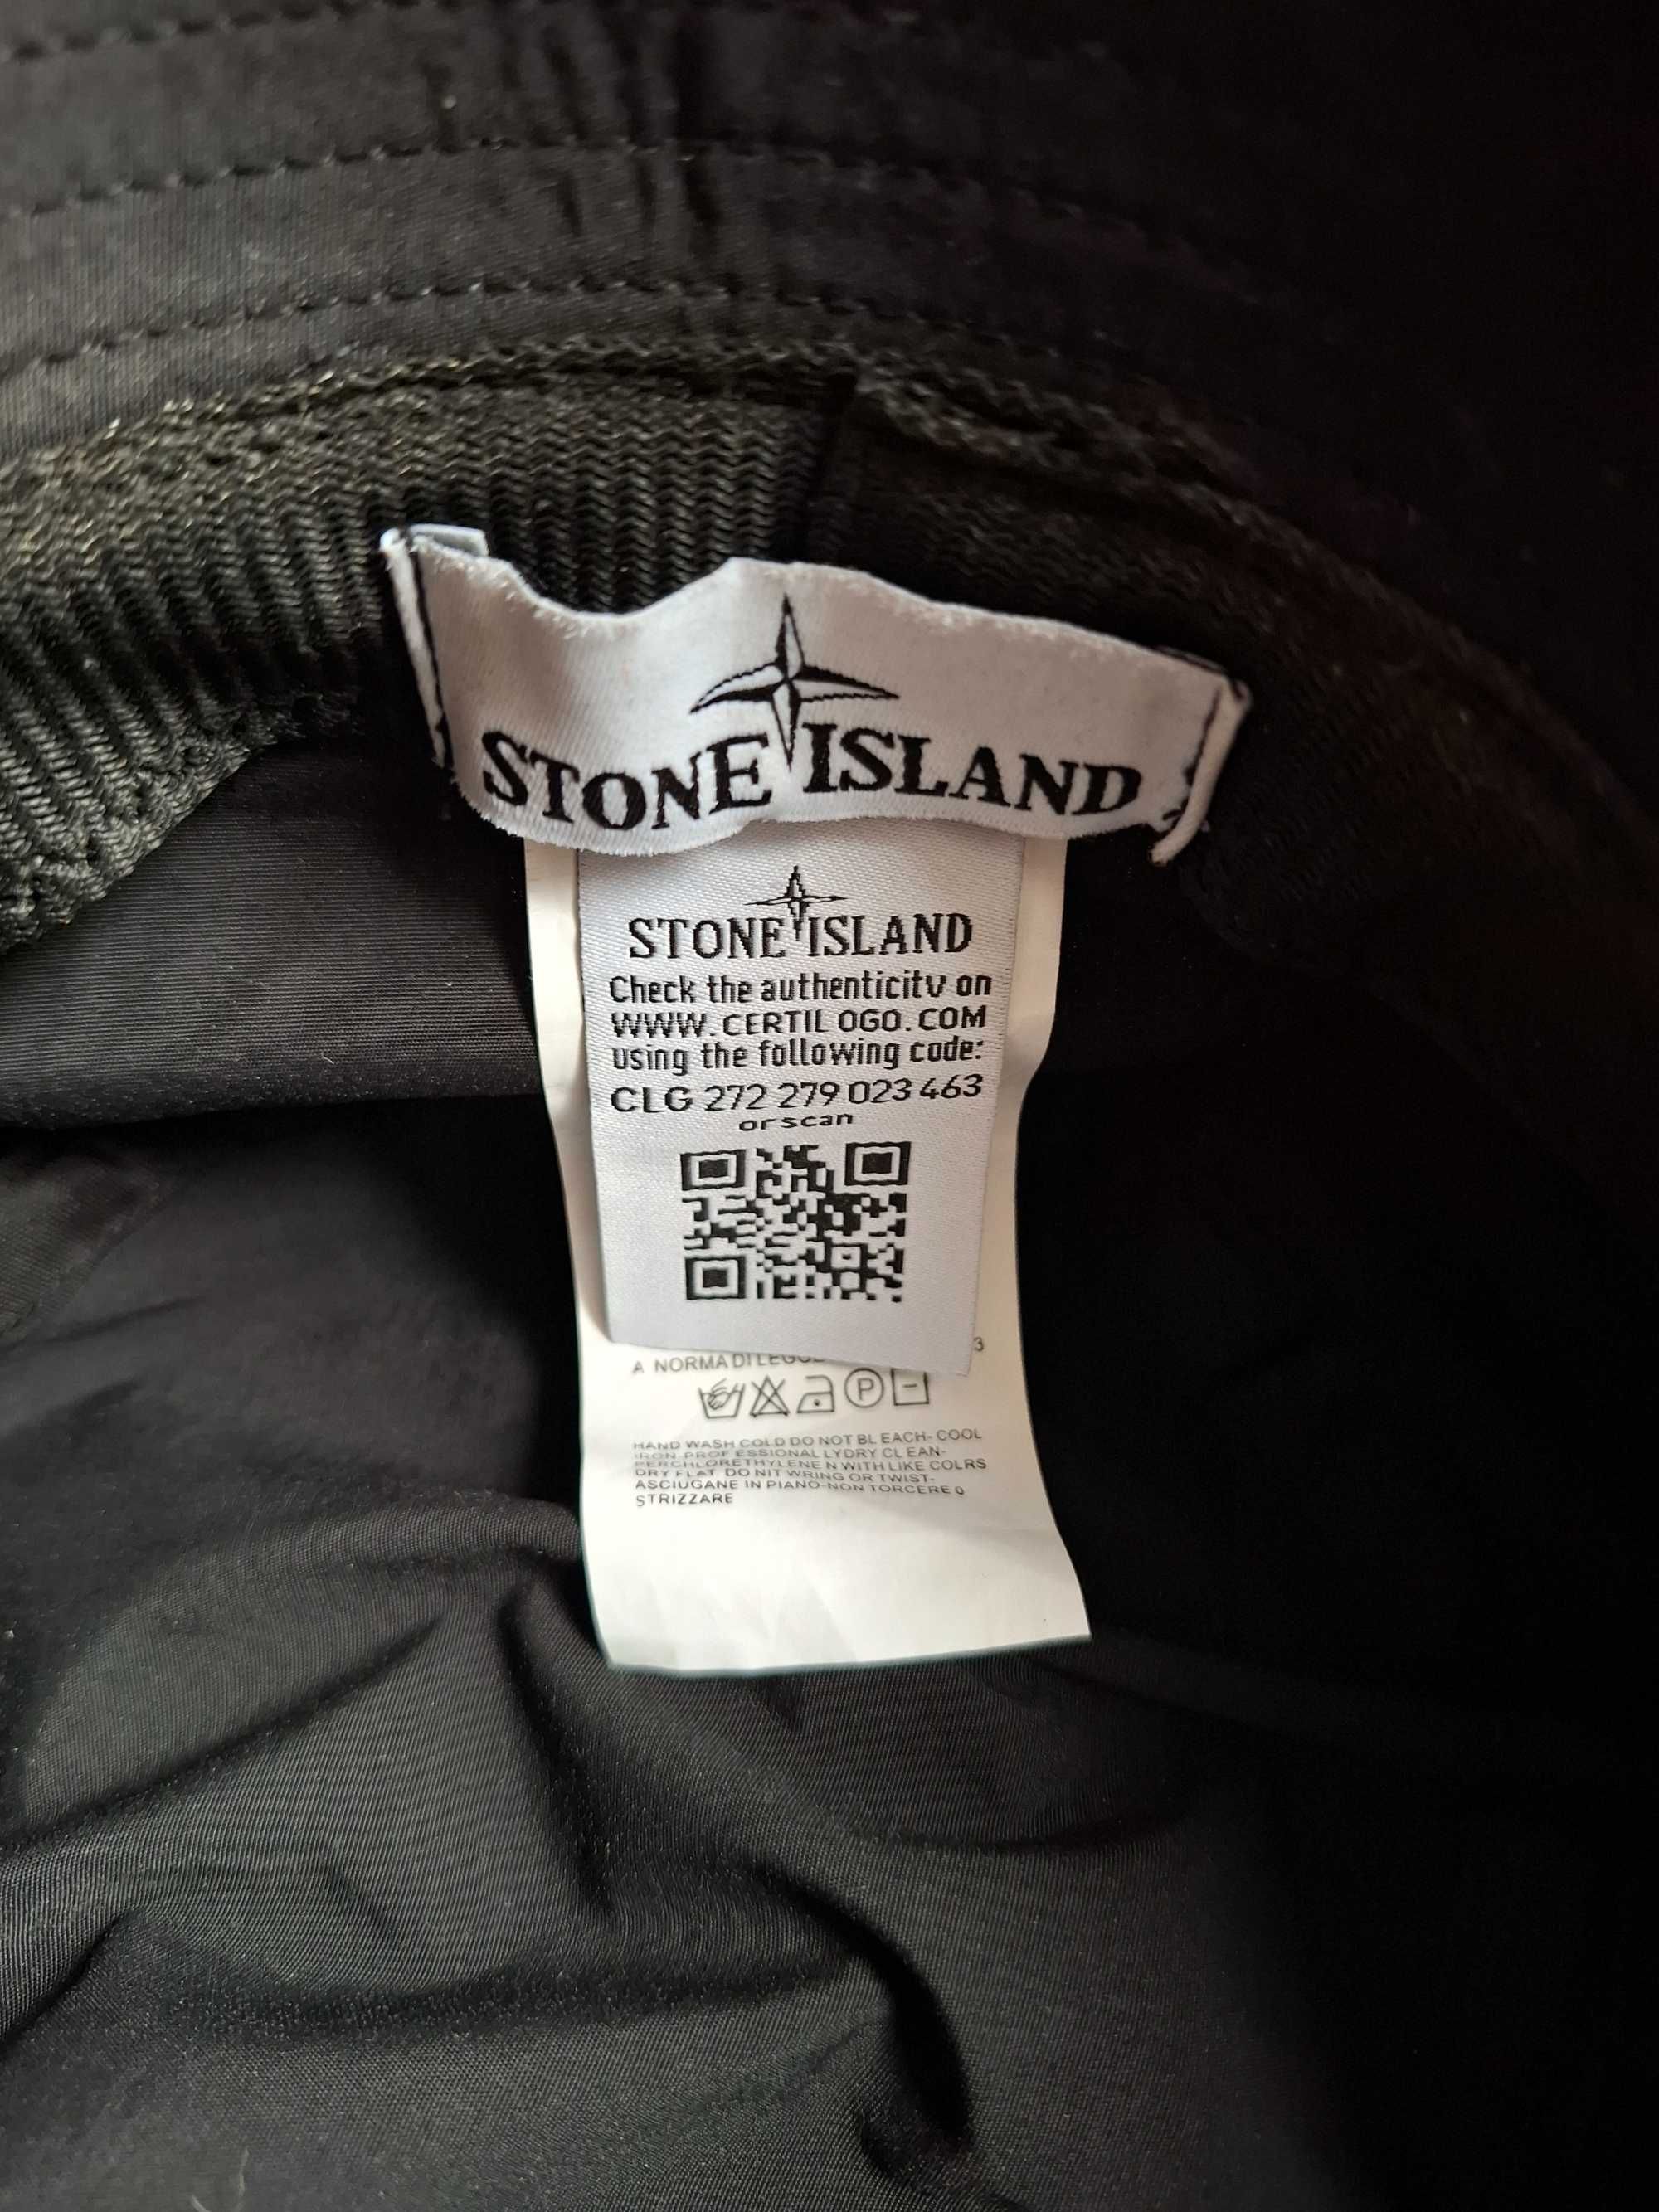 STONE ISLAND
STONE ISLAND
Check the authenticitv on
WWW.CERTIL OGO.COM
using the following code:
CLG 272 279 023 463
or scan
A NORMA DI 3
P
HAND WASH COLD DO NOT BL EACH- COOL
IRON-PROF ESSIONAL LYDRY CL EAN-
PERCHLORETHYLENE N WITH LIKE COLRS
DRY FLAT. DO NIT WRING OR TWIST-
ASCIUGANE IN PIANO-NON TORCERE 0
STRIZZARE